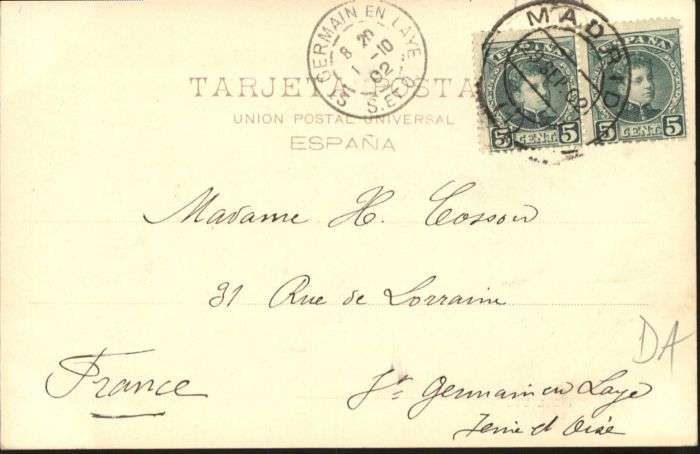 ST GERMAIN EN LAYE
8 20
1 -10
02
S. ET O.
MADRID
ESPAÑA ESPAÑA
5 CENT. 5 5 CENT. 5
TARJETA POSTAL
UNION POSTAL UNIVERSAL
ESPAÑA
Madame H. Cosson
31 Rue de Lorraine
DA
France
St Germain en Laye
Seine et Oise